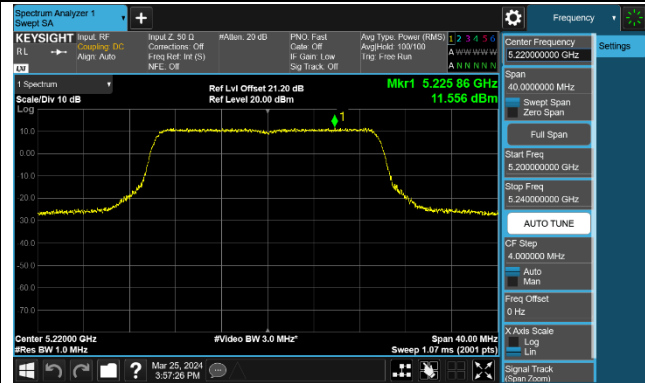 Spectrum Analyzer 1
Swept SA
Frequency
KEYSIGHT
RL
LXI
Input: RF
Coupling: DC
Align: Auto
Input Z: 50 Ω
Corrections: Off
Freq Ref: Int (S)
NFE: Off
#Atten: 20 dB
PNO: Fast
Gate: Off
IF Gain: Low
Sig Track: Off
Avg Type: Power (RMS)
Avg|Hold: 100/100
Trig: Free Run
1 2 3 4 5 6
A W W W W W
A N N N N N
1 Spectrum
Scale/Div 10 dB
Log
Ref Lvl Offset 21.20 dB
Ref Level 20.00 dBm
Mkr1 5.225 86 GHz
11.556 dBm
1
10.0
0.00
-10.0
-20.0
-30.0
-40.0
-50.0
-60.0
-70.0
Center 5.22000 GHz
#Res BW 1.0 MHz
#Video BW 3.0 MHz*
Span 40.00 MHz
Sweep 1.07 ms (2001 pts)
Mar 25, 2024
3:57:26 PM
Center Frequency
5.220000000 GHz
Span
40.0000000 MHz
Swept Span
Zero Span
Full Span
Start Freq
5.200000000 GHz
Stop Freq
5.240000000 GHz
AUTO TUNE
CF Step
4.000000 MHz
Auto
Man
Freq Offset
0 Hz
X Axis Scale
Log
Lin
Signal Track
(Span Zoom)
Settings